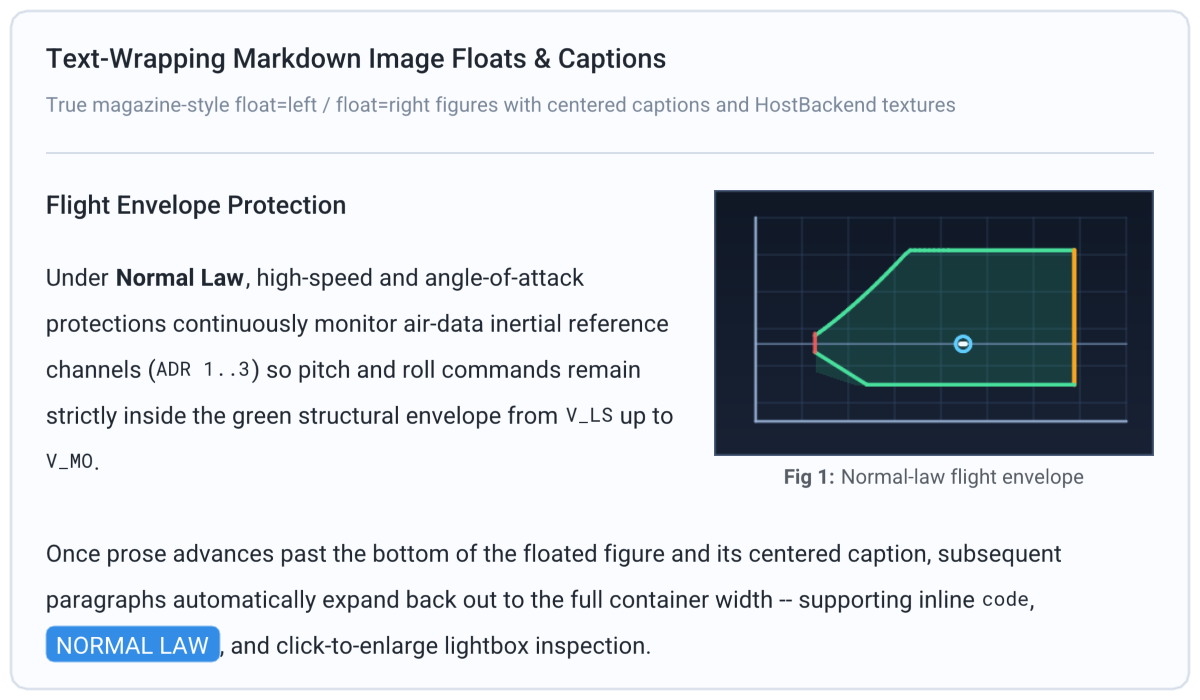 Text-Wrapping Markdown Image Floats & Captions
True magazine-style float=left / float=right figures with centered captions and HostBackend textures
Flight Envelope Protection
Under Normal Law, high-speed and angle-of-attack
protections continuously monitor air-data inertial reference
channels (ADR 1..3) so pitch and roll commands remain
strictly inside the green structural envelope from V_LS up to
V_MO.
Fig 1: Normal-law flight envelope
Once prose advances past the bottom of the floated figure and its centered caption, subsequent
paragraphs automatically expand back out to the full container width -- supporting inline code,
NORMAL LAW, and click-to-enlarge lightbox inspection.